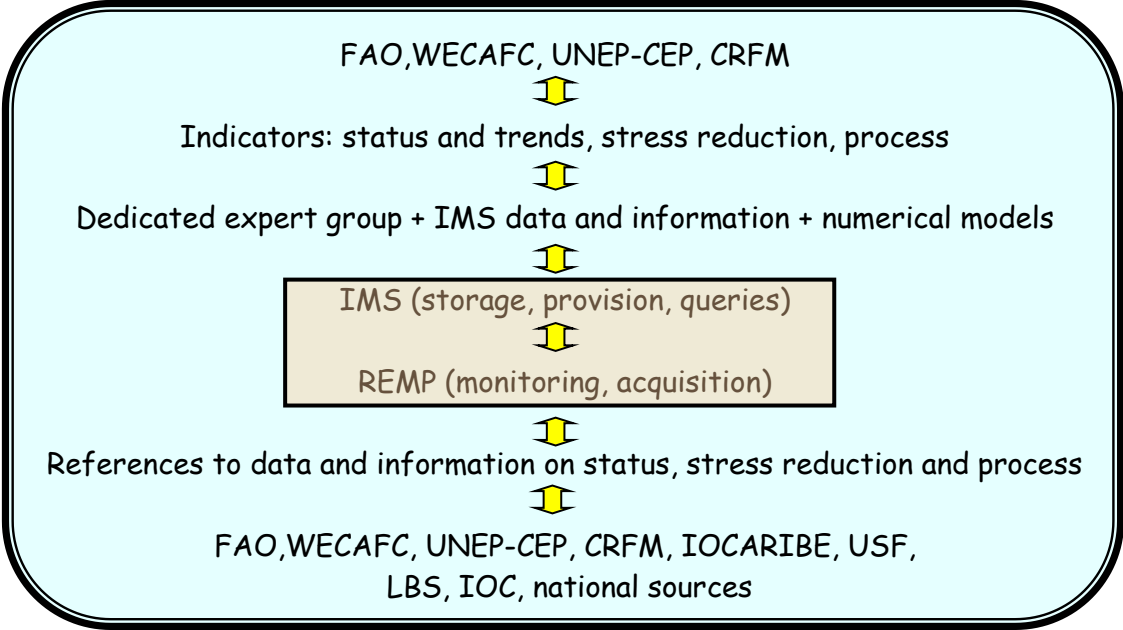 FAO,WECAFC, UNEP-CEP, CRFM
Indicators: status and trends, stress reduction, process
Dedicated expert group + IMS data and information + numerical models
IMS (storage, provision, queries)
REMP (monitoring, acquisition)
References to data and information on status, stress reduction and process
FAO,WECAFC, UNEP-CEP, CRFM, IOCARIBE, USF,
LBS, IOC, national sources